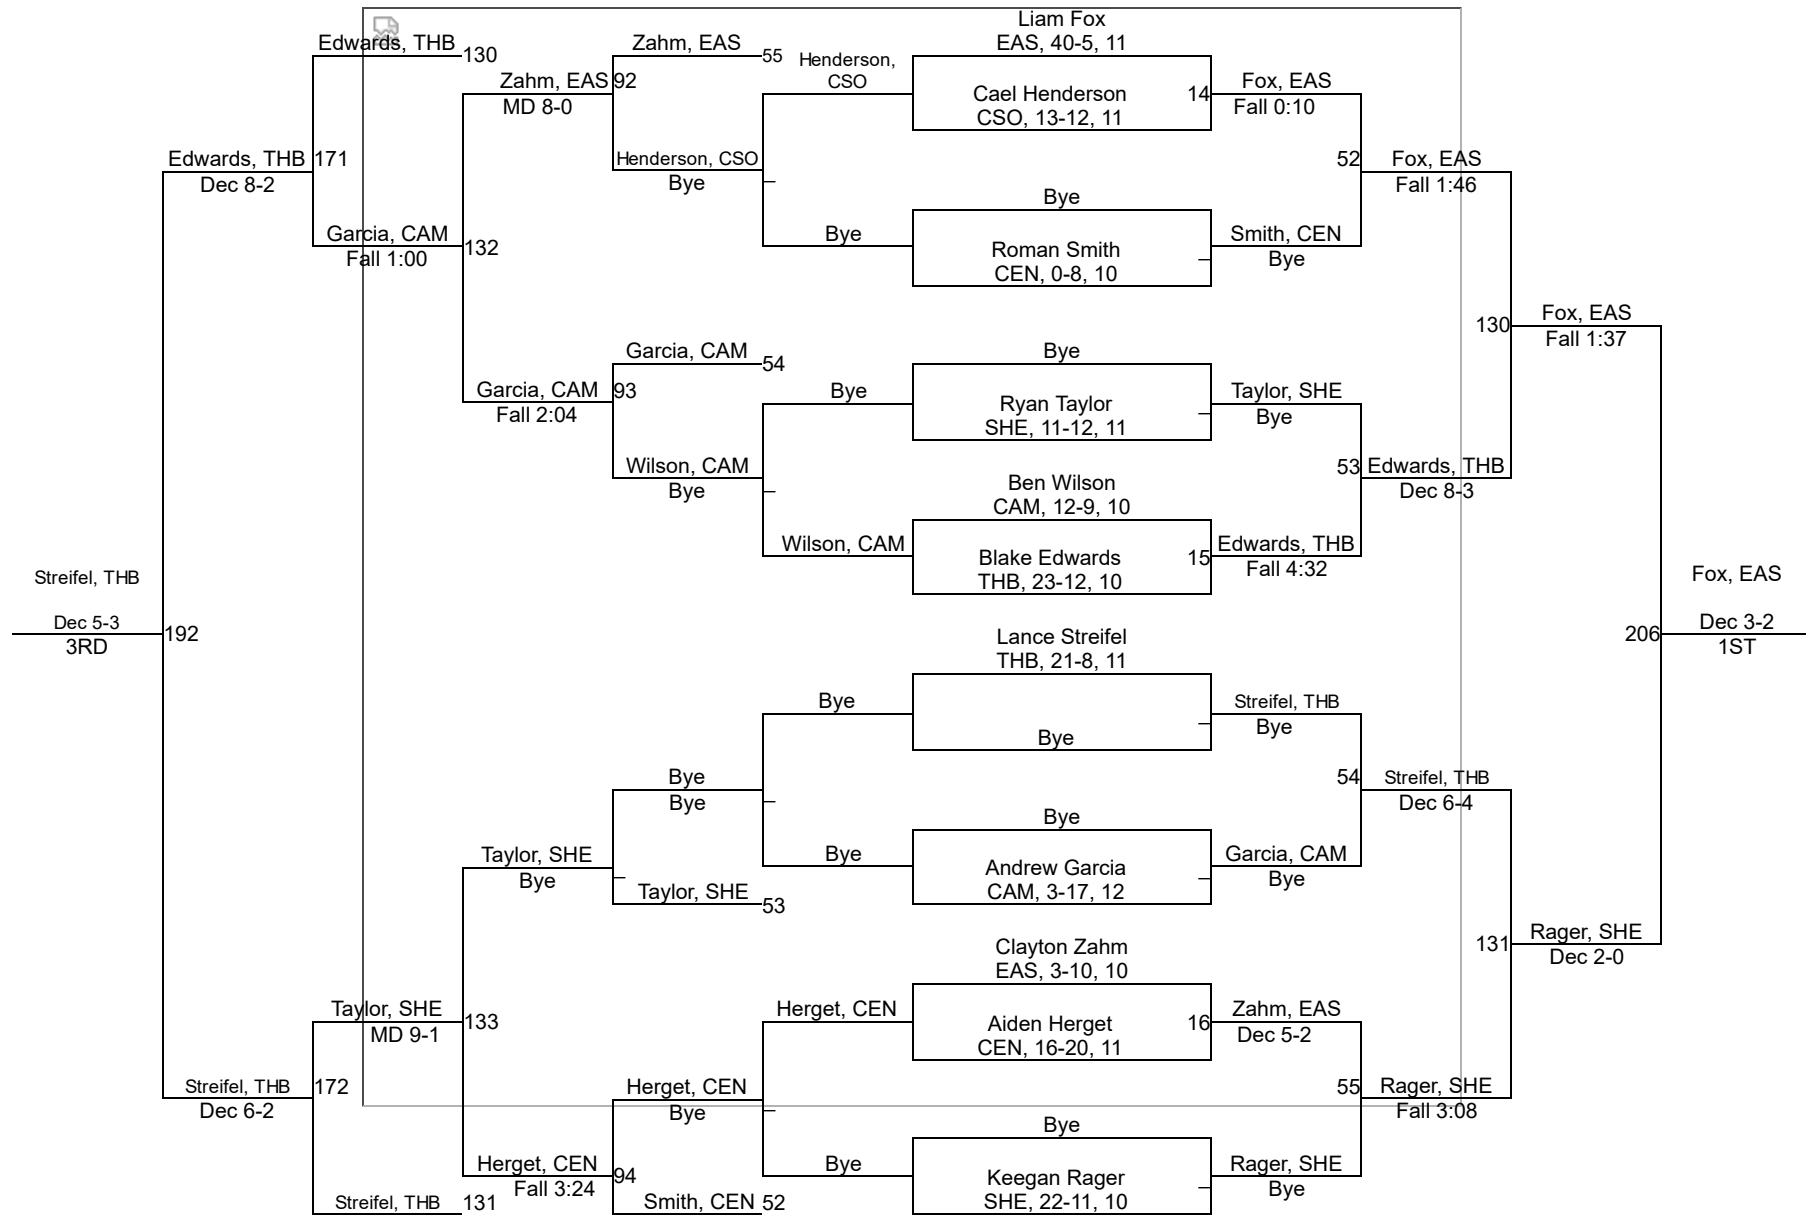 Liam Fox
EAS, 40-5, 11
Edwards, THB
130
Zahm, EAS
55
Henderson,
CSO
Zahm, EAS
92
MD 8-0
Cael Henderson
CSO, 13-12, 11
14
Fox, EAS
Fall 0:10
Edwards, THB
171
Dec 8-2
Henderson, CSO
Bye
52
Fox, EAS
Fall 1:46
Bye
Garcia, CAM
Fall 1:00
132
Bye
Roman Smith
CEN, 0-8, 10
Smith, CEN
Bye
130
Fox, EAS
Fall 1:37
Garcia, CAM
54
Bye
Garcia, CAM
93
Fall 2:04
Bye
Ryan Taylor
SHE, 11-12, 11
Taylor, SHE
Bye
Wilson, CAM
Bye
53
Edwards, THB
Dec 8-3
Ben Wilson
CAM, 12-9, 10
Wilson, CAM
Blake Edwards
THB, 23-12, 10
15
Edwards, THB
Fall 4:32
Streifel, THB
Dec 5-3
3RD
192
Fox, EAS
206
Dec 3-2
1ST
Lance Streifel
THB, 21-8, 11
Bye
Bye
Streifel, THB
Bye
Bye
Bye
54
Streifel, THB
Dec 6-4
Bye
Taylor, SHE
Bye
Bye
Andrew Garcia
CAM, 3-17, 12
Garcia, CAM
Bye
Taylor, SHE
53
131
Rager, SHE
Dec 2-0
Clayton Zahm
EAS, 3-10, 10
Taylor, SHE
MD 9-1
133
Herget, CEN
Aiden Herget
CEN, 16-20, 11
16
Zahm, EAS
Dec 5-2
Streifel, THB
172
Dec 6-2
Herget, CEN
Bye
55
Rager, SHE
Fall 3:08
Bye
Herget, CEN
Fall 3:24
94
Bye
Keegan Rager
SHE, 22-11, 10
Rager, SHE
Bye
Streifel, THB
131
Smith, CEN
52